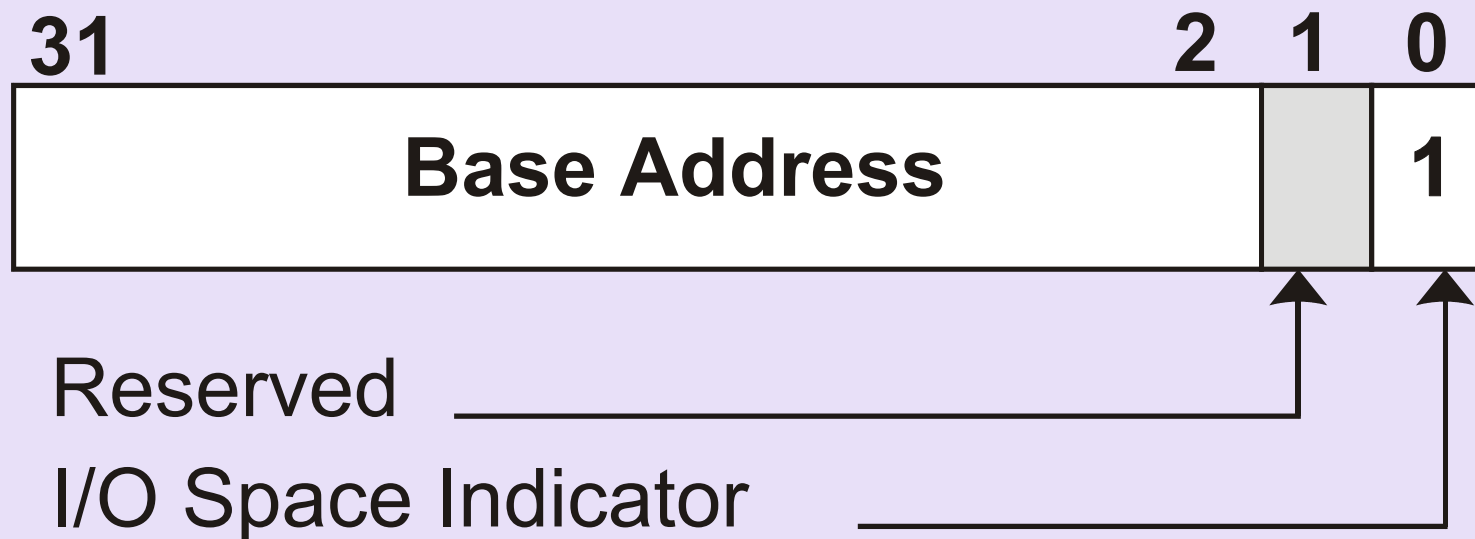 31 2 1 0
Base Address 1
Reserved
I/O Space Indicator